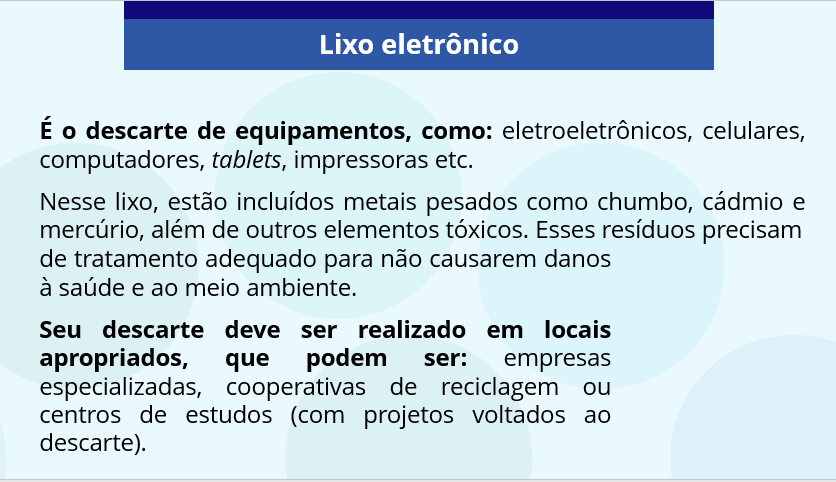 Lixo eletrônico
É o descarte de equipamentos, como: eletroeletrônicos, celulares,
computadores, tablets, impressoras etc.
Nesse lixo, estão incluídos metais pesados como chumbo, cádmio e
mercúrio, além de outros elementos tóxicos. Esses resíduos precisam
de tratamento adequado para não causarem danos
à saúde e ao meio ambiente.
Seu descarte deve ser realizado em locais
apropriados, que podem ser: empresas
especializadas, cooperativas de reciclagem ou
centros de estudos (com projetos voltados ao
descarte).